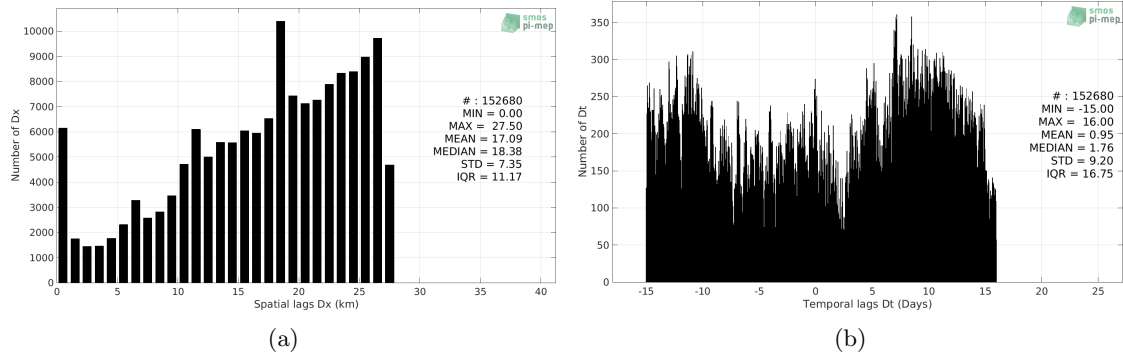 smos
pi-mep
10000
9000
8000
7000
6000
5000
4000
3000
2000
1000
0
Number of Dx
# : 152680
MIN = 0.00
MAX = 27.50
MEAN = 17.09
MEDIAN = 18.38
STD = 7.35
IQR = 11.17
0 5 10 15 20 25 30 35 40
Spatial lags Dx (km)
(a)
smos
pi-mep
350
300
250
200
150
100
50
0
Number of Dt
# : 152680
MIN = -15.00
MAX = 16.00
MEAN = 0.95
MEDIAN = 1.76
STD = 9.20
IQR = 16.75
-15 -10 -5 0 5 10 15 20 25
Temporal lags Dt (Days)
(b)